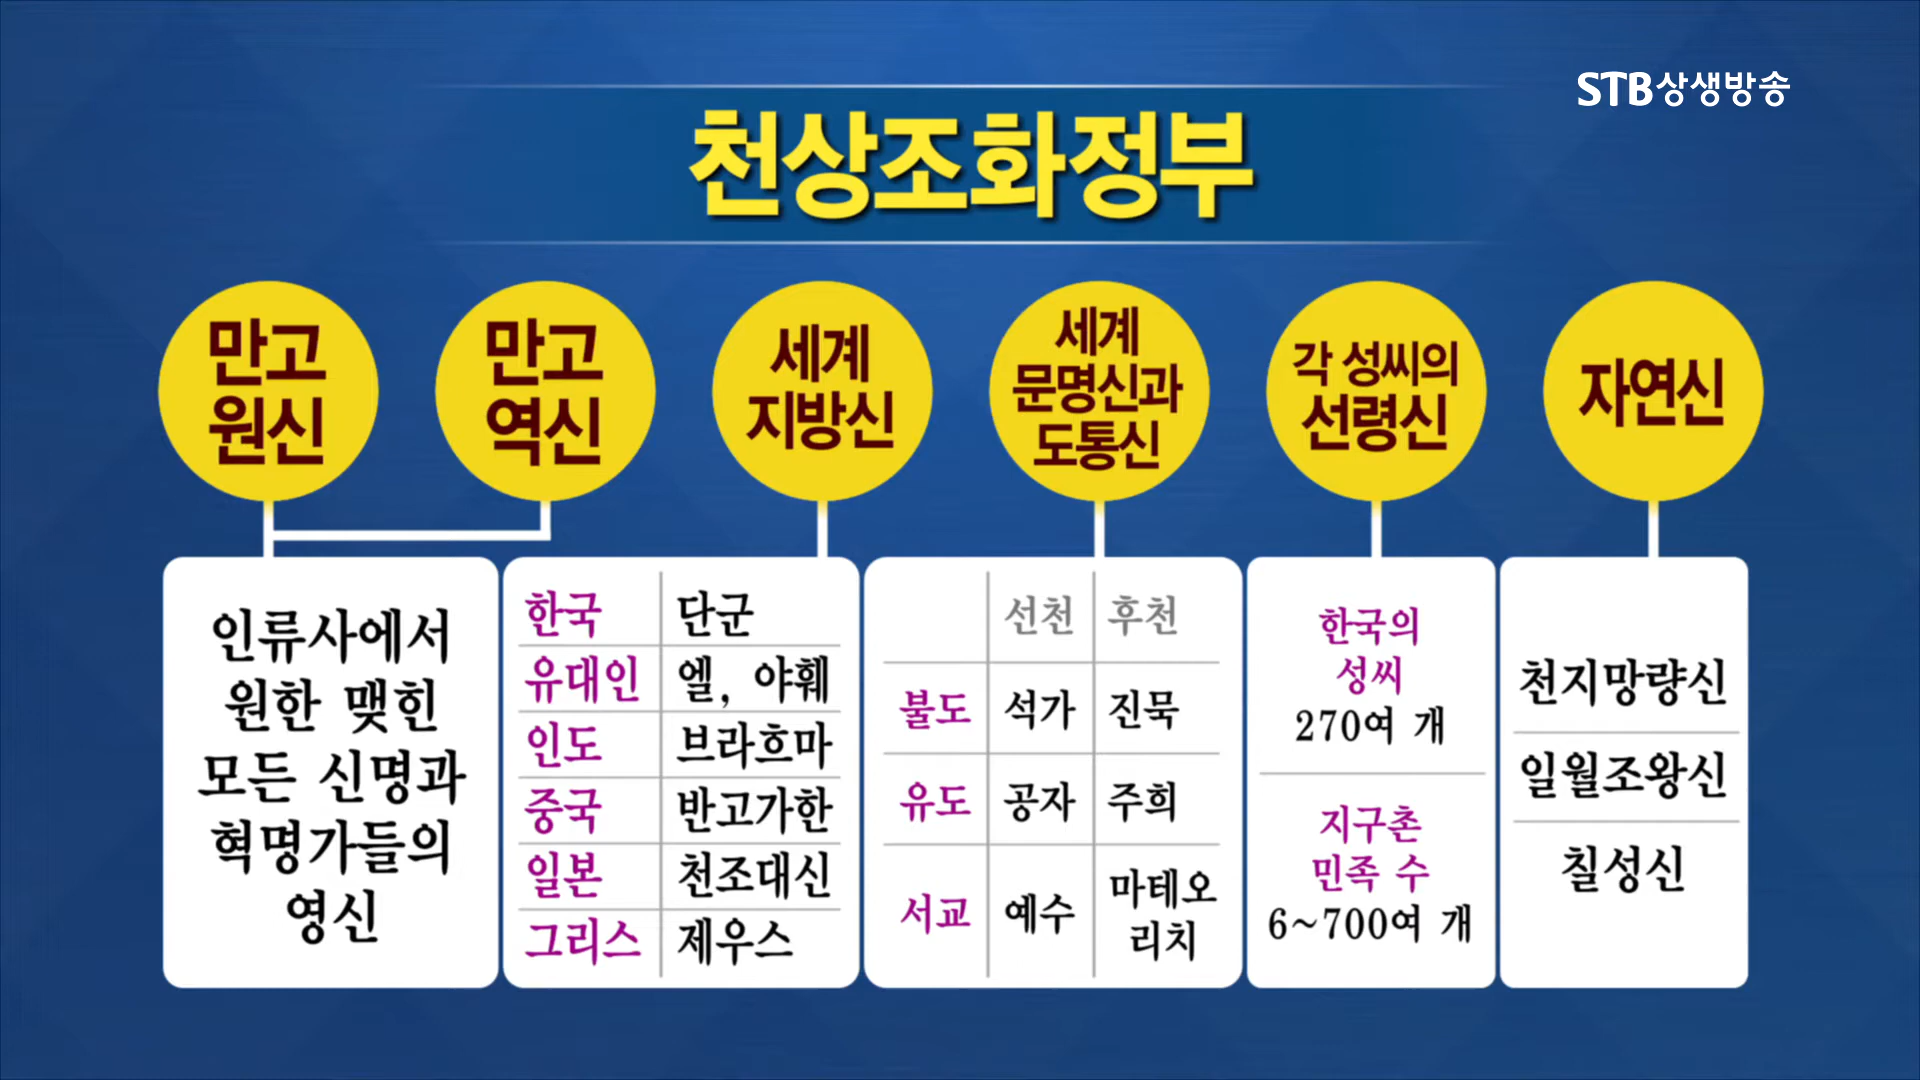 STB상생방송
천상조화정부
만고
원신
만고
역신
세계
지방신
세계
문명신과
도통신
각 성씨의
선령신
자연신
인류사에서
원한 맺힌
모든 신명과
혁명가들의
영신
한국 단군
유대인 엘, 야훼
인도 브라흐마
중국 반고가한
일본 천조대신
그리스 제우스
선천 후천
불도 석가 진묵
유도 공자 주희
서교 예수 마테오
리치
한국의
성씨
270여 개
지구촌
민족 수
6~700여 개
천지망량신
일월조왕신
칠성신